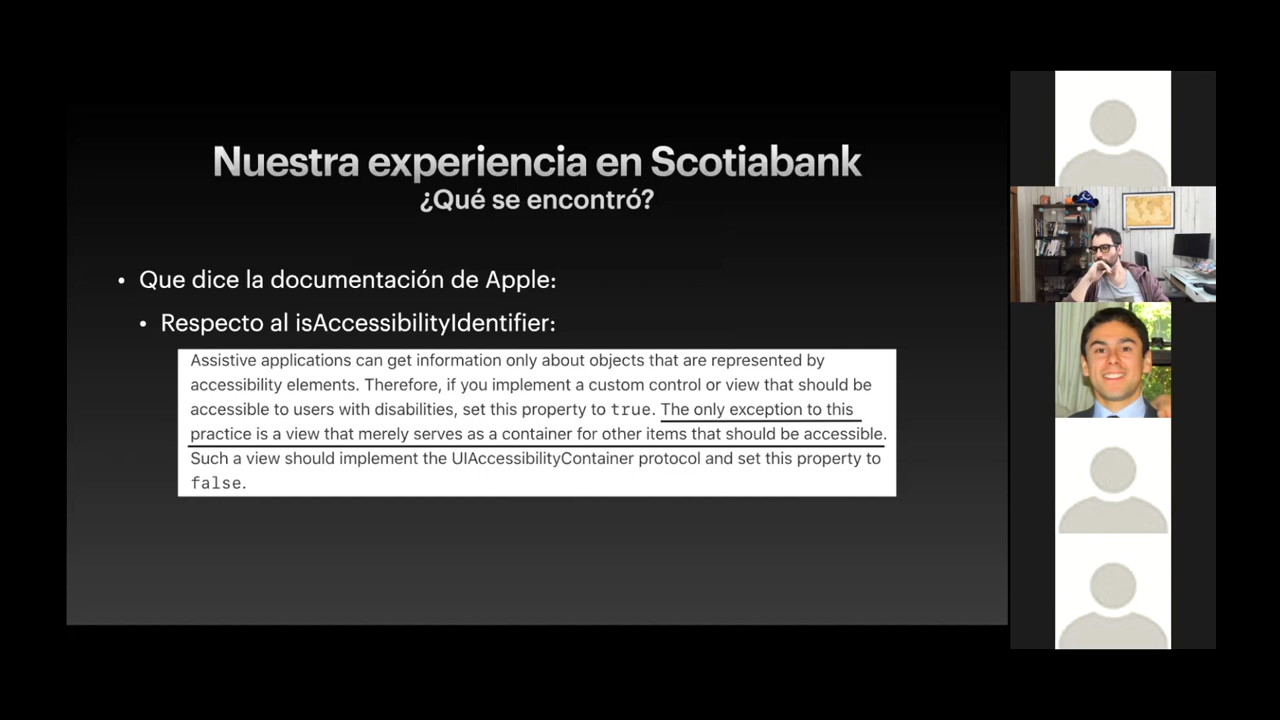 Nuestra experiencia en Scotiabank
¿Qué se encontró?
• Que dice la documentación de Apple:
• Respecto al isAccessibilityIdentifier:
Assistive applications can get information only about objects that are represented by
accessibility elements. Therefore, if you implement a custom control or view that should be
accessible to users with disabilities, set this property to true. The only exception to this
practice is a view that merely serves as a container for other items that should be accessible.
Such a view should implement the UIAccessibilityContainer protocol and set this property to
false.